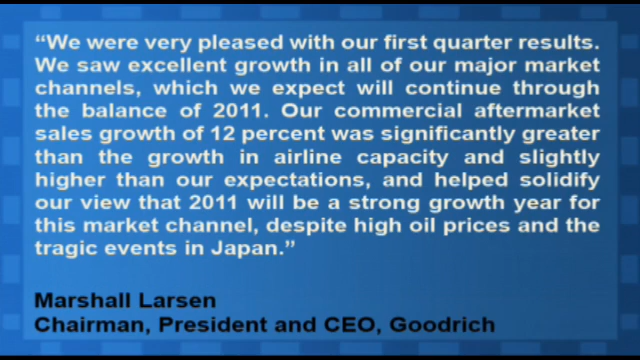 “We were very pleased with our first quarter results.
We saw excellent growth in all of our major market
channels, which we expect will continue through
the balance of 2011. Our commercial aftermarket
sales growth of 12 percent was significantly greater
than the growth in airline capacity and slightly
higher than our expectations, and helped solidify
our view that 2011 will be a strong growth year for
this market channel, despite high oil prices and the
tragic events in Japan.”
Marshall Larsen
Chairman, President and CEO, Goodrich